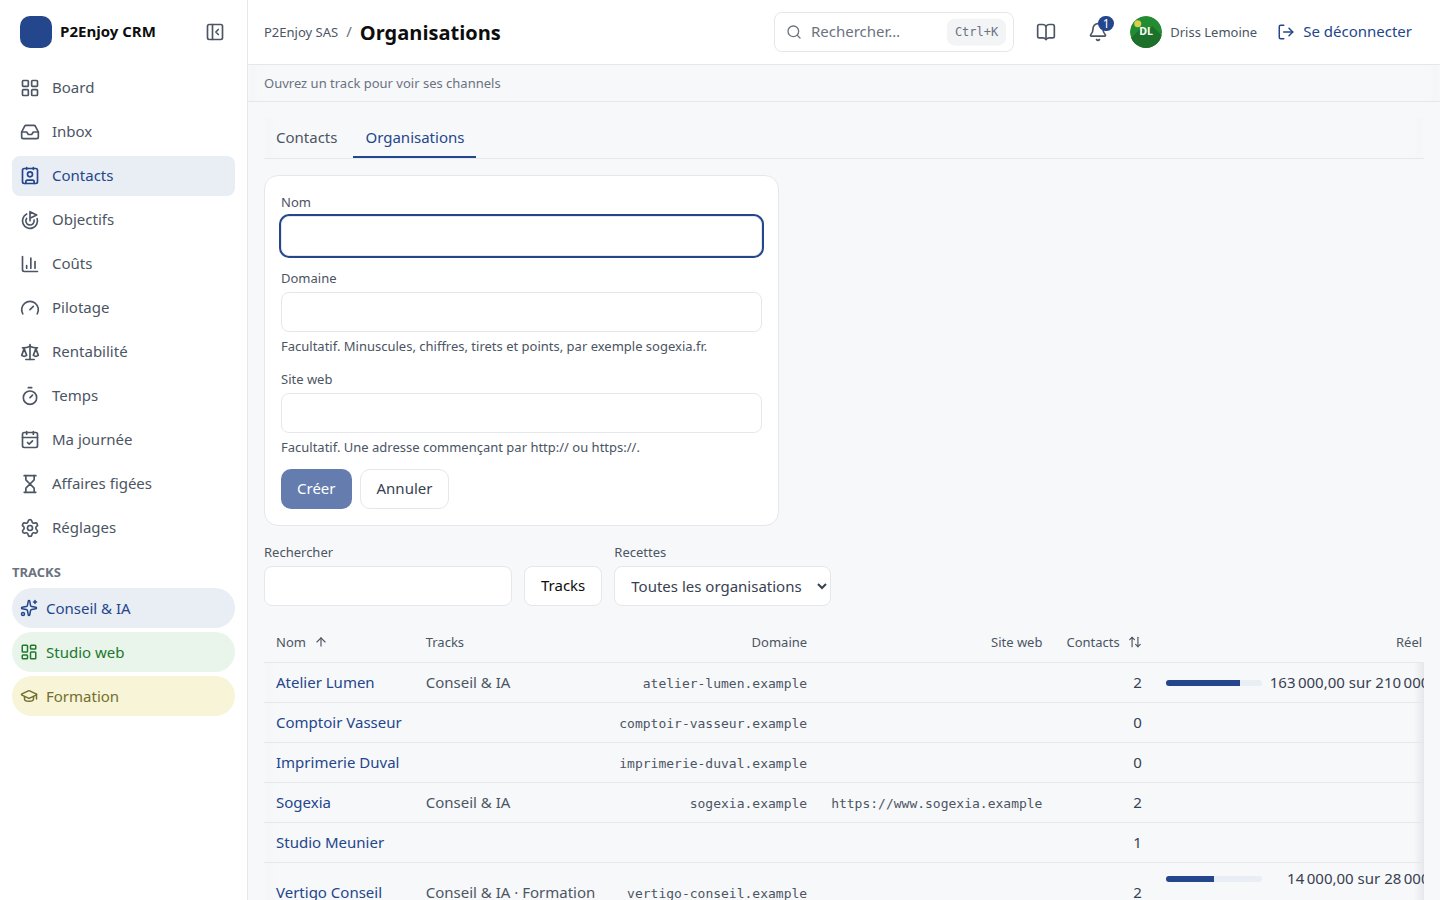 P2Enjoy CRM
P2Enjoy SAS / Organisations
Rechercher... Ctrl+K
1
DL
Driss Lemoine
Se déconnecter
Board
Inbox
Contacts
Objectifs
Coûts
Pilotage
Rentabilité
Temps
Ma journée
Affaires figées
Réglages
TRACKS
Conseil & IA
Studio web
Formation
Ouvrez un track pour voir ses channels
Contacts Organisations
Nom
Domaine
Facultatif. Minuscules, chiffres, tirets et points, par exemple sogexia.fr.
Site web
Facultatif. Une adresse commençant par http:// ou https://.
Créer Annuler
Rechercher Recettes
Tracks Toutes les organisations
Nom Tracks Domaine Site web Contacts Réel
Atelier Lumen Conseil & IA atelier-lumen.example 2 163 000,00 sur 210 000
Comptoir Vasseur comptoir-vasseur.example 0
Imprimerie Duval imprimerie-duval.example 0
Sogexia Conseil & IA sogexia.example https://www.sogexia.example 2
Studio Meunier 1
Vertigo Conseil Conseil & IA · Formation vertigo-conseil.example 2 14 000,00 sur 28 000